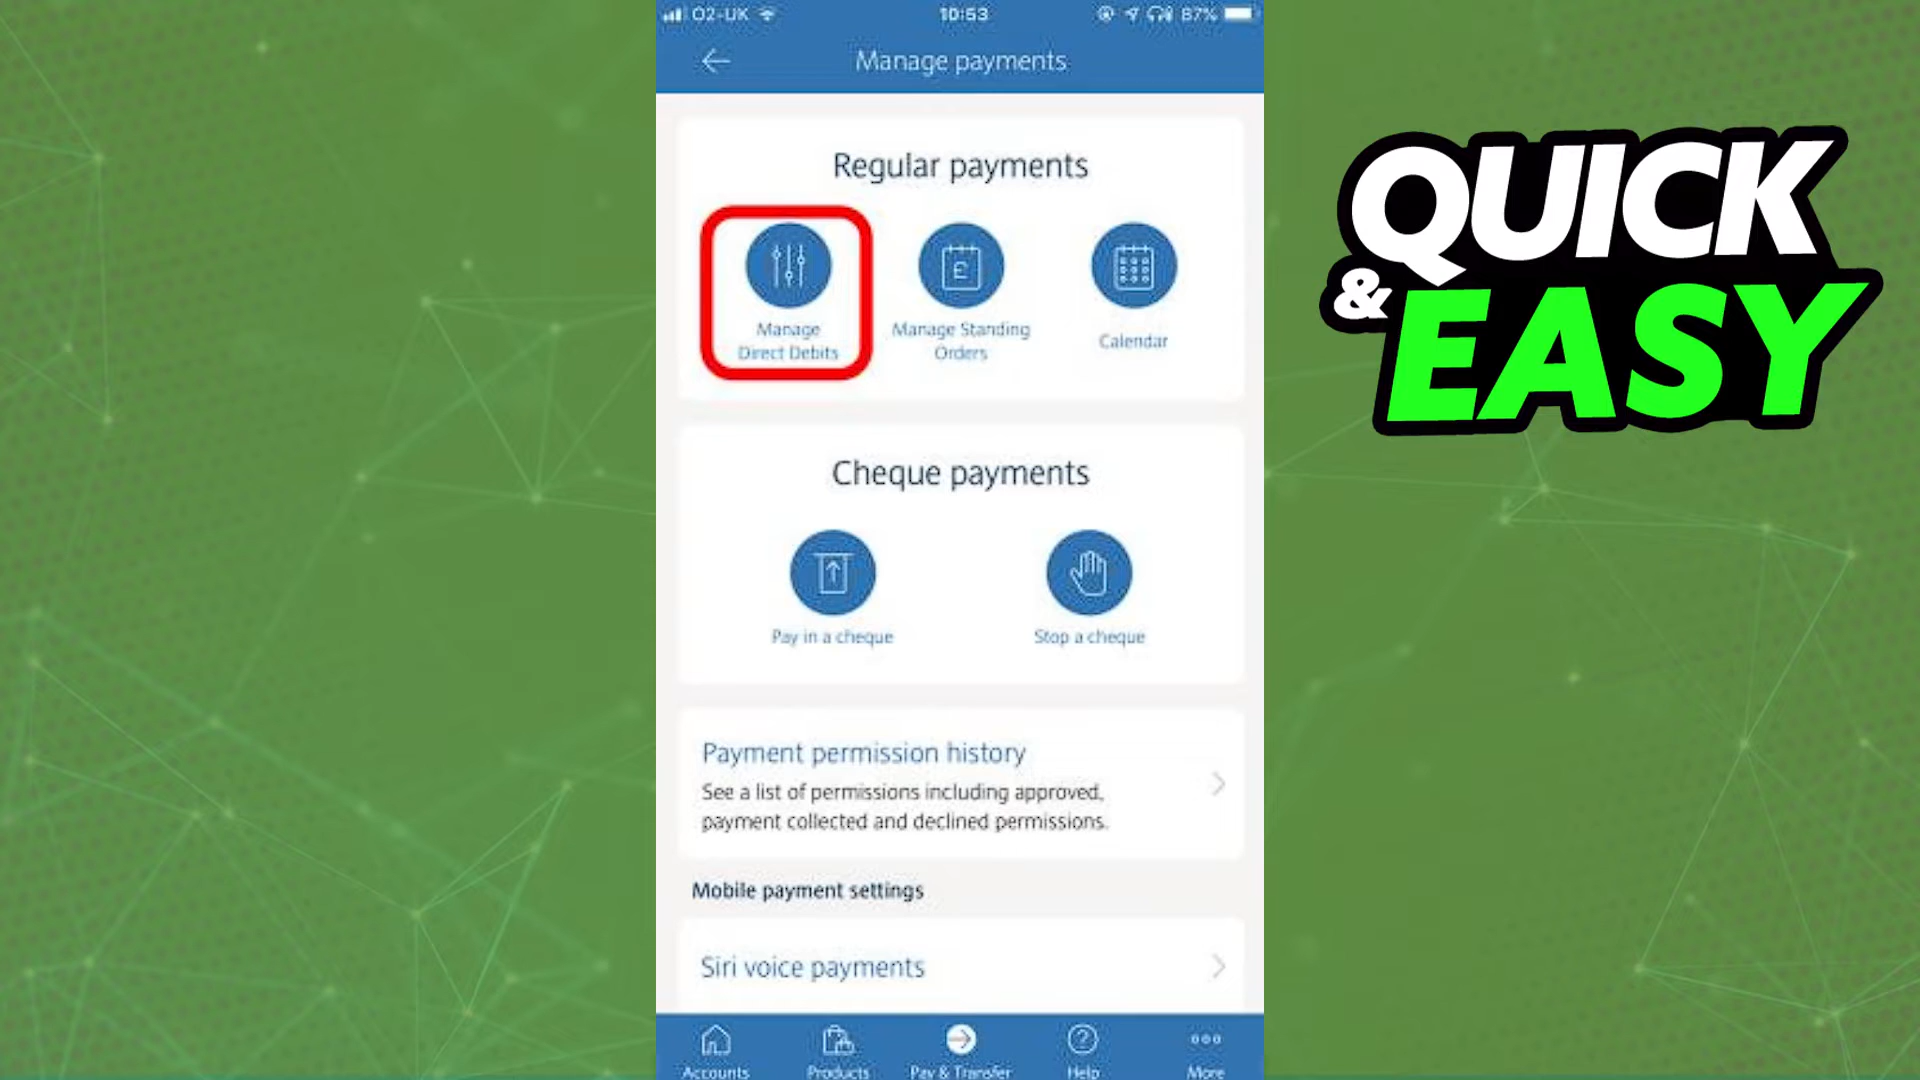 O2-UK 10:53 87%
Manage payments
Regular payments
Manage
Direct Debits
Manage Standing
Orders
Calendar
Cheque payments
Pay in a cheque
Stop a cheque
Payment permission history
See a list of permissions including approved,
payment collected and declined permissions.
Mobile payment settings
Siri voice payments
Accounts Products Pay & Transfer Help More
QUICK
& EASY